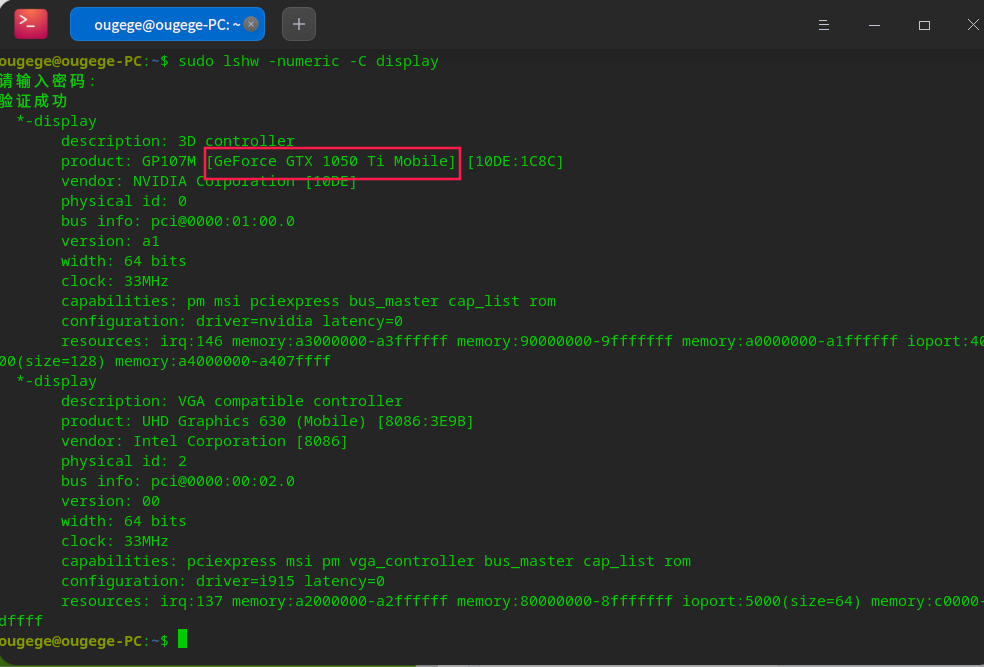 ougege@ougege-PC: ~
ougege@ougege-PC:~$ sudo lshw -numeric -C display
请输入密码:
验证成功
*-display
description: 3D controller
product: GP107M [GeForce GTX 1050 Ti Mobile] [10DE:1C8C]
vendor: NVIDIA Corporation [10DE]
physical id: 0
bus info: pci@0000:01:00.0
version: a1
width: 64 bits
clock: 33MHz
capabilities: pm msi pciexpress bus_master cap_list rom
configuration: driver=nvidia latency=0
resources: irq:146 memory:a3000000-a3ffffff memory:90000000-9fffffff memory:a0000000-a1ffffff ioport:40
00(size=128) memory:a4000000-a407ffff
*-display
description: VGA compatible controller
product: UHD Graphics 630 (Mobile) [8086:3E9B]
vendor: Intel Corporation [8086]
physical id: 2
bus info: pci@0000:00:02.0
version: 00
width: 64 bits
clock: 33MHz
capabilities: pciexpress msi pm vga_controller bus_master cap_list rom
configuration: driver=i915 latency=0
resources: irq:137 memory:a2000000-a2ffffff memory:80000000-8fffffff ioport:5000(size=64) memory:c0000-
dffff
ougege@ougege-PC:~$